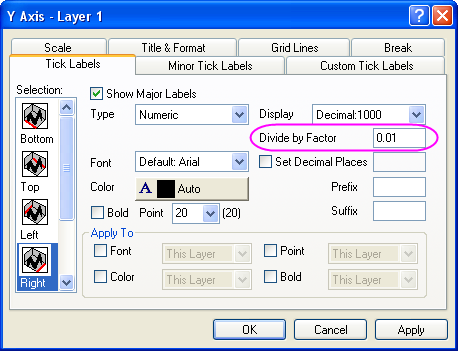 Y Axis - Layer 1
Scale Title & Format Grid Lines Break
Tick Labels Minor Tick Labels Custom Tick Labels
Selection:
Bottom
Top
Left
Right
Show Major Labels
Type Numeric Display Decimal:1000
Divide by Factor 0.01
Font Default: Arial Set Decimal Places
Color A Auto Prefix
Bold Point 20 (20) Suffix
Apply To
Font This Layer Point This Layer
Color This Layer Bold This Layer
OK Cancel Apply